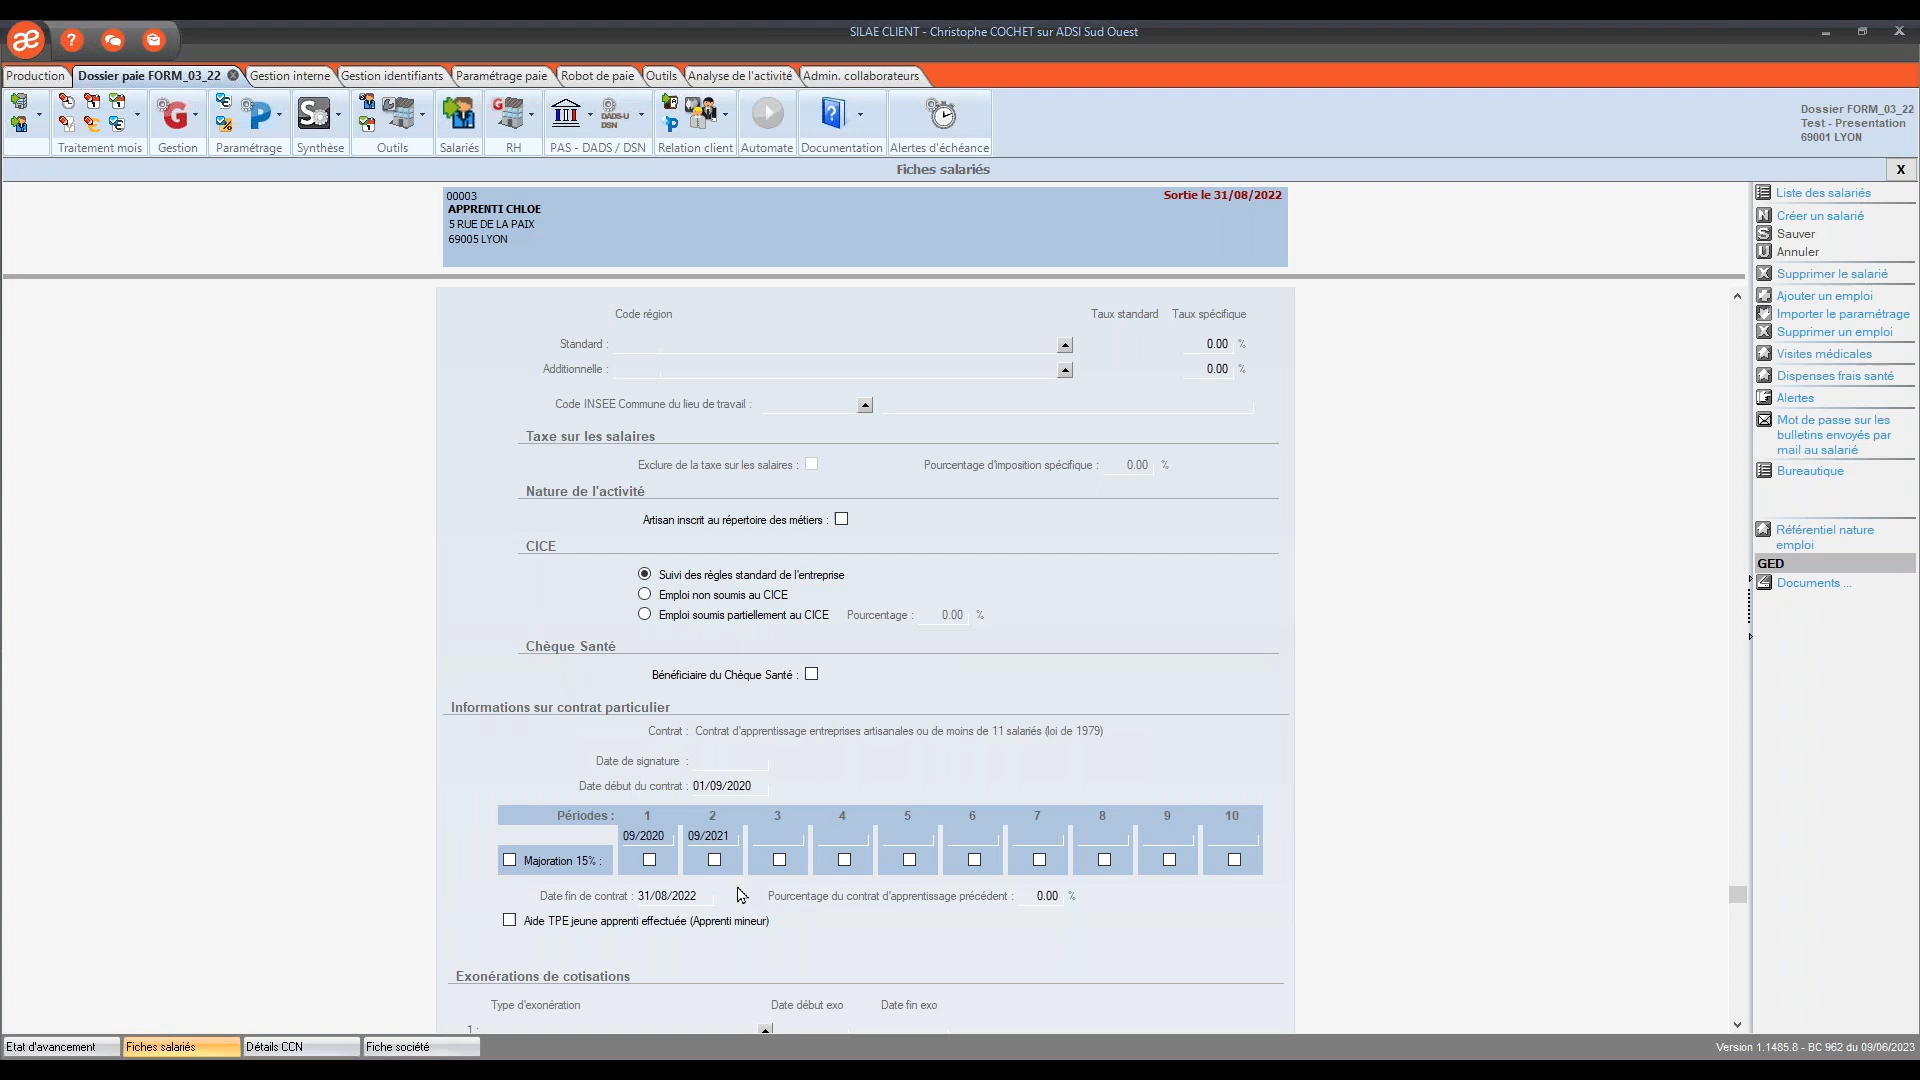 SILAE CLIENT - Christophe COCHET sur ADSI Sud Ouest
Production
Dossier paie FORM_03_22
Gestion interne
Gestion identifiants
Paramétrage paie
Robot de paie
Outils
Analyse de l'activité
Admin. collaborateurs
Traitement mois
Gestion
Paramétrage
Synthèse
Outils
Salariés
RH
DADS-U
DSN
PAS - DADS / DSN
Relation client
Automate
Documentation
Alertes d'échéance
Dossier FORM_03_22
Test - Presentation
69001 LYON
Fiches salariés
X
00003
Sortie le 31/08/2022
APPRENTI CHLOE
5 RUE DE LA PAIX
69005 LYON
Code région
Taux standard Taux spécifique
Standard : 0.00 %
Additionnelle : 0.00 %
Code INSEE Commune du lieu de travail :
Taxe sur les salaires
Exclure de la taxe sur les salaires : Pourcentage d'imposition spécifique : 0.00 %
Nature de l'activité
Artisan inscrit au répertoire des métiers :
CICE
Suivi des règles standard de l'entreprise
Emploi non soumis au CICE
Emploi soumis partiellement au CICE Pourcentage : 0.00 %
Chèque Santé
Bénéficiaire du Chèque Santé :
Informations sur contrat particulier
Contrat : Contrat d'apprentissage entreprises artisanales ou de moins de 11 salariés (loi de 1979)
Date de signature :
Date début du contrat : 01/09/2020
Périodes : 1 2 3 4 5 6 7 8 9 10
09/2020 09/2021
Majoration 15% :
Date fin de contrat : 31/08/2022 Pourcentage du contrat d'apprentissage précédent : 0.00 %
Aide TPE jeune apprenti effectuée (Apprenti mineur)
Exonérations de cotisations
Type d'exonération Date début exo Date fin exo
1 :
Liste des salariés
Créer un salarié
Sauver
Annuler
Supprimer le salarié
Ajouter un emploi
Importer le paramétrage
Supprimer un emploi
Visites médicales
Dispenses frais santé
Alertes
Mot de passe sur les
bulletins envoyés par
mail au salarié
Bureautique
Référentiel nature
emploi
GED
Documents ...
Etat d'avancement
Fiches salariés
Détails CCN
Fiche société
Version 1.1485.8 - BC 962 du 09/06/2023